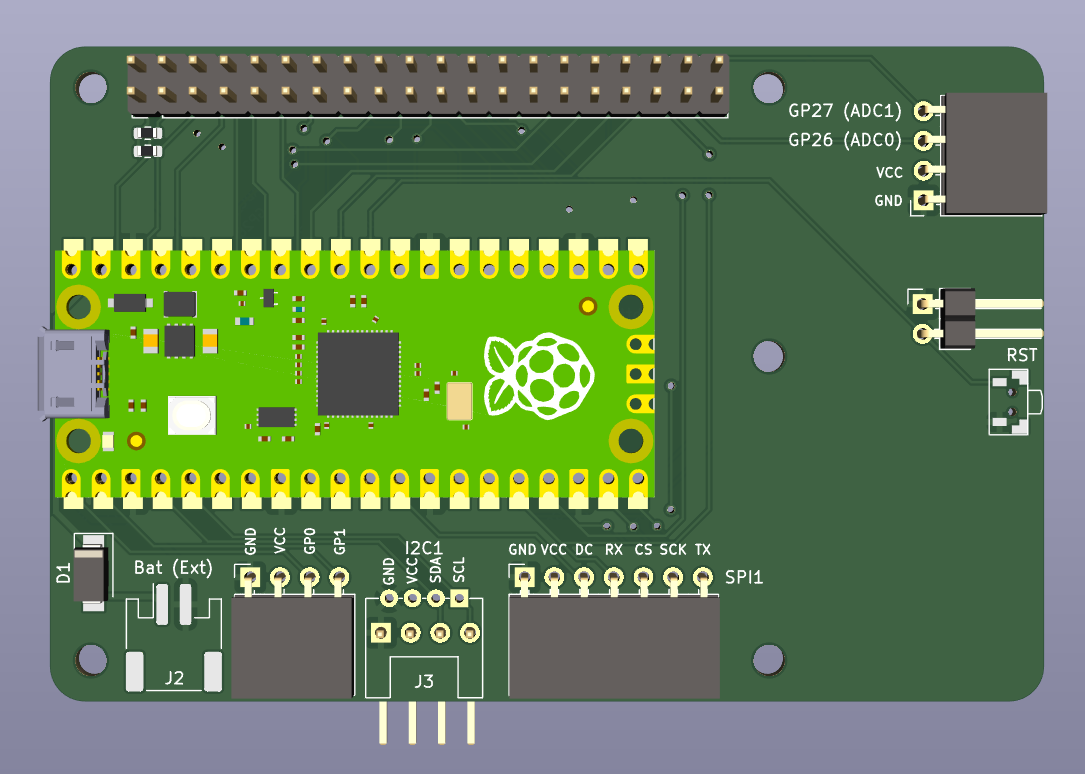 GP27 (ADC1)
GP26 (ADC0)
VCC
GND
RST
D1
Bat (Ext)
J2
GND VCC GP0 GP1
I2C1
GND VCC SDA SCL
J3
GND VCC DC RX CS SCK TX
SPI1